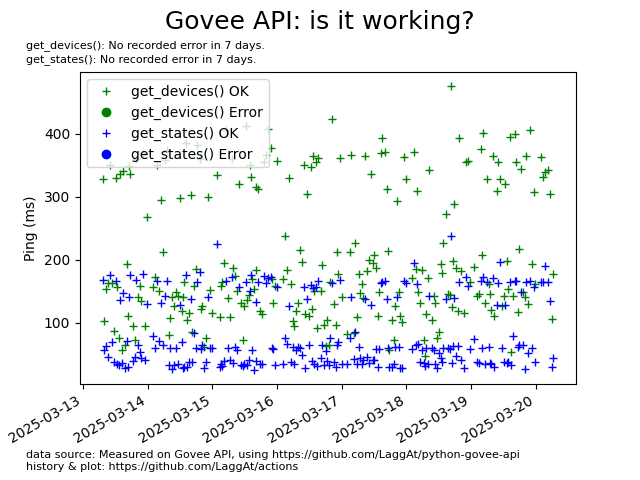 Govee API: is it working?
get_devices(): No recorded error in 7 days.
get_states(): No recorded error in 7 days.
get_devices() OK
get_devices() Error
get_states() OK
get_states() Error
Ping (ms)
400
300
200
100
2025-03-13
2025-03-14
2025-03-15
2025-03-16
2025-03-17
2025-03-18
2025-03-19
2025-03-20
data source: Measured on Govee API, using https://github.com/LaggAt/python-govee-api
history & plot: https://github.com/LaggAt/actions